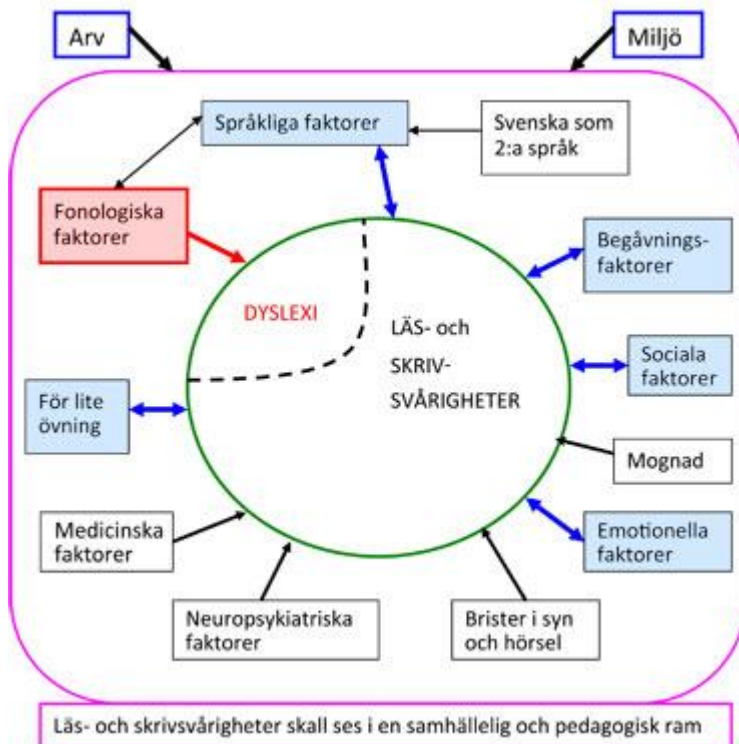 Arv
Miljö
Språkliga faktorer
Svenska som
2:a språk
Fonologiska
faktorer
Begåvnings-
faktorer
DYSLEXI
LÄS- och
SKRIV-
SVÅRIGHETER
Sociala
faktorer
För lite
övning
Mognad
Medicinska
faktorer
Emotionella
faktorer
Neuropsykiatriska
faktorer
Brister i syn
och hörsel
Läs- och skrivsvårigheter skall ses i en samhällelig och pedagogisk ram